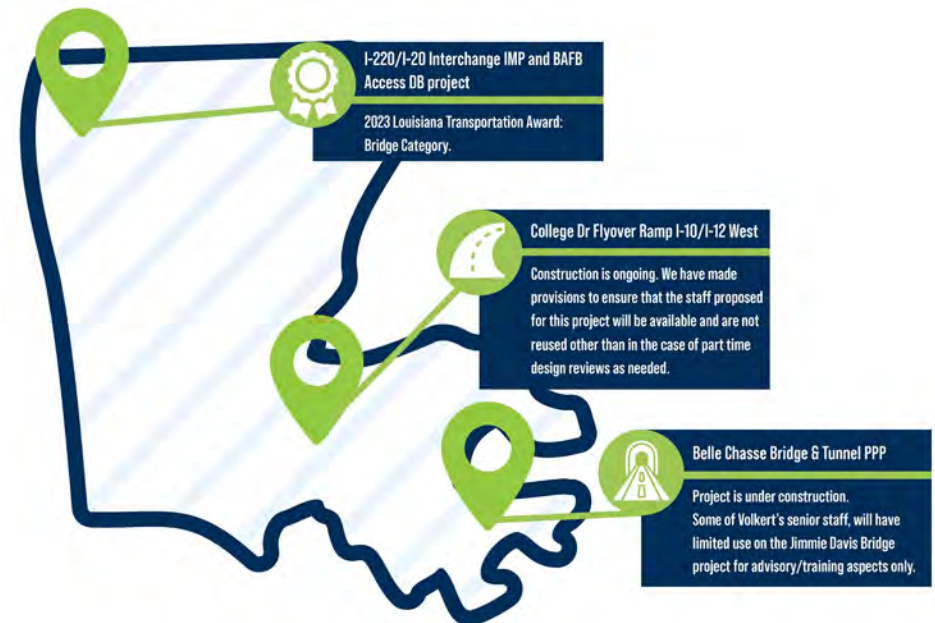 I-220/I-20 Interchange IMP and BAFB
Access DB project
2023 Louisiana Transportation Award:
Bridge Category.
College Dr Flyover Ramp I-10/I-12 West
Construction is ongoing. We have made
provisions to ensure that the staff proposed
for this project will be available and are not
reused other than in the case of part time
design reviews as needed.
Belle Chasse Bridge & Tunnel PPP
Project is under construction.
Some of Volkert's senior staff, will have
limited use on the Jimmie Davis Bridge
project for advisory/training aspects only.